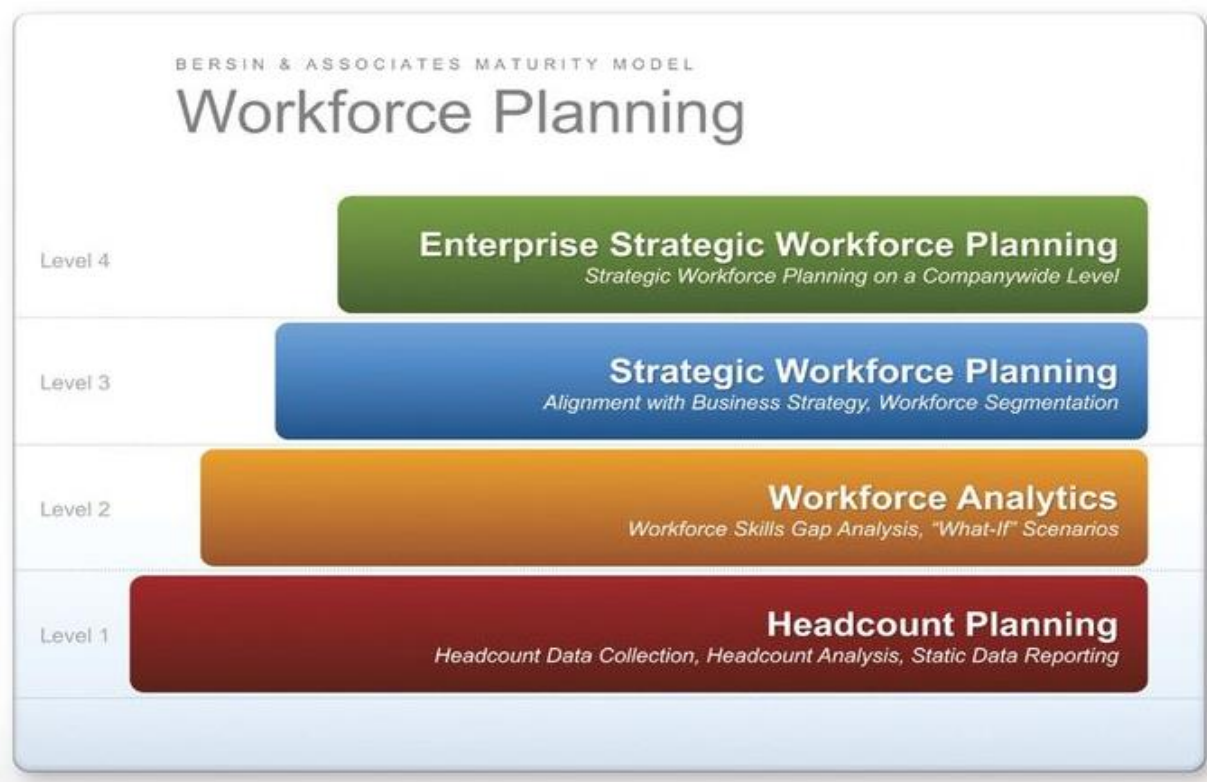 BERSIN & ASSOCIATES MATURITY MODEL
Workforce Planning
Level 4
Enterprise Strategic Workforce Planning
Strategic Workforce Planning on a Companywide Level
Level 3
Strategic Workforce Planning
Alignment with Business Strategy, Workforce Segmentation
Level 2
Workforce Analytics
Workforce Skills Gap Analysis, “What-If” Scenarios
Level 1
Headcount Planning
Headcount Data Collection, Headcount Analysis, Static Data Reporting